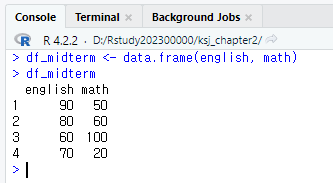 Console Terminal × Background Jobs ×
R 4.2.2 · D:/Rstudy202300000/ksj_chapter2/
> df_midterm <- data.frame(english, math)
> df_midterm
  english math
1      90   50
2      80   60
3      60  100
4      70   20
>